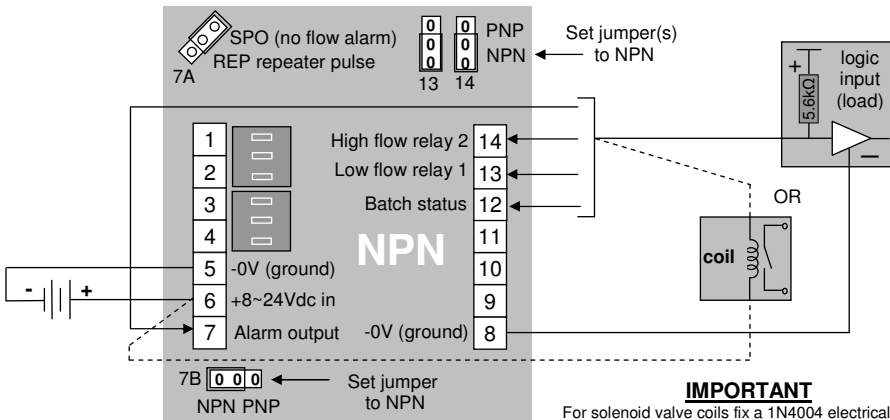 SPO (no flow alarm)
REP repeater pulse
7A
0 0
0 0
0 0
13 14
PNP
NPN
Set jumper(s)
to NPN
+
5.6kΩ
logic
input
(load)
1
2
3
4
5 -0V (ground)
6 +8~24Vdc in
7 Alarm output
- +
High flow relay 2 14
Low flow relay 1 13
Batch status 12
11
10
9
-0V (ground) 8
NPN
OR
coil
7B 0 0 0
NPN PNP
Set jumper
to NPN
IMPORTANT
For solenoid valve coils fix a 1N4004 electrical